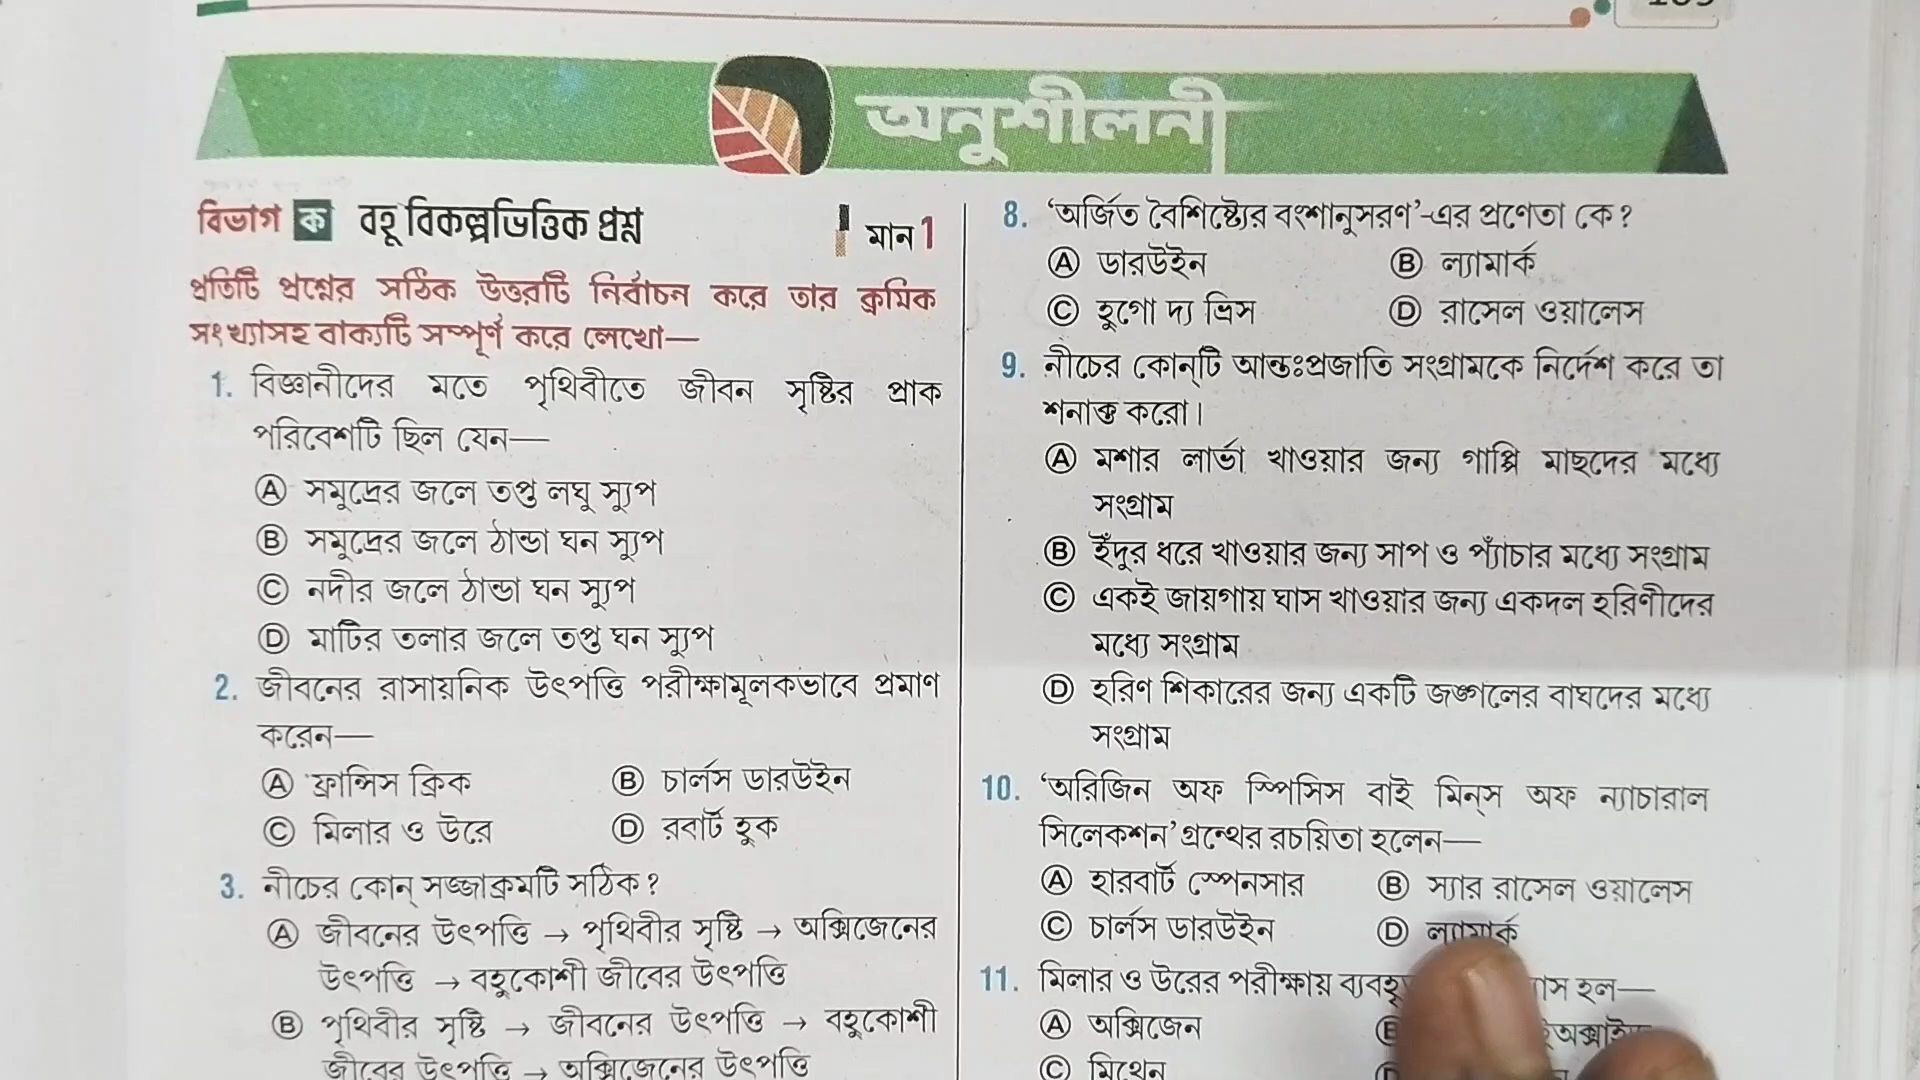 অনুশীলনী
বিভাগ ক বহু বিকল্পভিত্তিক প্রশ্ন মান 1
প্রতিটি প্রশ্নের সঠিক উত্তরটি নির্বাচন করে তার ক্রমিক
সংখ্যাসহ বাক্যটি সম্পূর্ণ করে লেখো—
1. বিজ্ঞানীদের মতে পৃথিবীতে জীবন সৃষ্টির প্রাক
পরিবেশটি ছিল যেন—
Ⓐ সমুদ্রের জলে তপ্ত লঘু স্যুপ
Ⓑ সমুদ্রের জলে ঠান্ডা ঘন স্যুপ
Ⓒ নদীর জলে ঠান্ডা ঘন স্যুপ
Ⓓ মাটির তলার জলে তপ্ত ঘন স্যুপ
2. জীবনের রাসায়নিক উৎপত্তি পরীক্ষামূলকভাবে প্রমাণ
করেন—
Ⓐ ফ্রান্সিস ক্রিক Ⓑ চার্লস ডারউইন
Ⓒ মিলার ও উরে Ⓓ রবার্ট হুক
3. নীচের কোন্ সজ্জাক্রমটি সঠিক?
Ⓐ জীবনের উৎপত্তি → পৃথিবীর সৃষ্টি → অক্সিজেনের
উৎপত্তি → বহুকোশী জীবের উৎপত্তি
Ⓑ পৃথিবীর সৃষ্টি → জীবনের উৎপত্তি → বহুকোশী
জীবের উৎপত্তি → অক্সিজেনের উৎপত্তি
8. ‘অর্জিত বৈশিষ্ট্যের বংশানুসরণ’-এর প্রণেতা কে?
Ⓐ ডারউইন Ⓑ ল্যামার্ক
Ⓒ হুগো দ্য ভ্রিস Ⓓ রাসেল ওয়ালেস
9. নীচের কোন্‌টি আন্তঃপ্রজাতি সংগ্রামকে নির্দেশ করে তা
শনাক্ত করো।
Ⓐ মশার লার্ভা খাওয়ার জন্য গাপ্পি মাছদের মধ্যে
সংগ্রাম
Ⓑ ইঁদুর ধরে খাওয়ার জন্য সাপ ও প্যাঁচার মধ্যে সংগ্রাম
Ⓒ একই জায়গায় ঘাস খাওয়ার জন্য একদল হরিণীদের
মধ্যে সংগ্রাম
Ⓓ হরিণ শিকারের জন্য একটি জঙ্গলের বাঘদের মধ্যে
সংগ্রাম
10. ‘অরিজিন অফ স্পিসিস বাই মিন্‌স অফ ন্যাচারাল
সিলেকশন’ গ্রন্থের রচয়িতা হলেন—
Ⓐ হারবার্ট স্পেনসার Ⓑ স্যার রাসেল ওয়ালেস
Ⓒ চার্লস ডারউইন Ⓓ ল্যামার্ক
11. মিলার ও উরের পরীক্ষায় হল—
Ⓐ অক্সিজেন
Ⓒ মিথেন